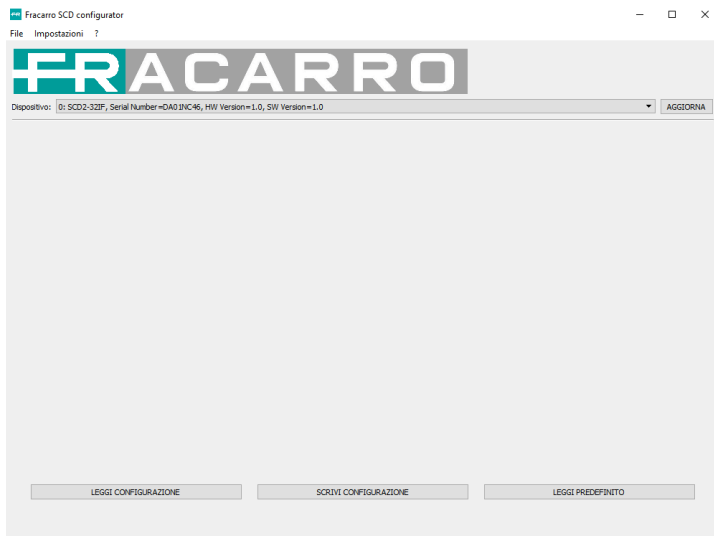 Fracarro SCD configurator
File Impostazioni ?
FRACARRO
Dispositivo: 0: SCD2-32IF, Serial Number=DA01NC46, HW Version=1.0, SW Version=1.0 AGGIORNA
LEGGI CONFIGURAZIONE SCRIVI CONFIGURAZIONE LEGGI PREDEFINITO